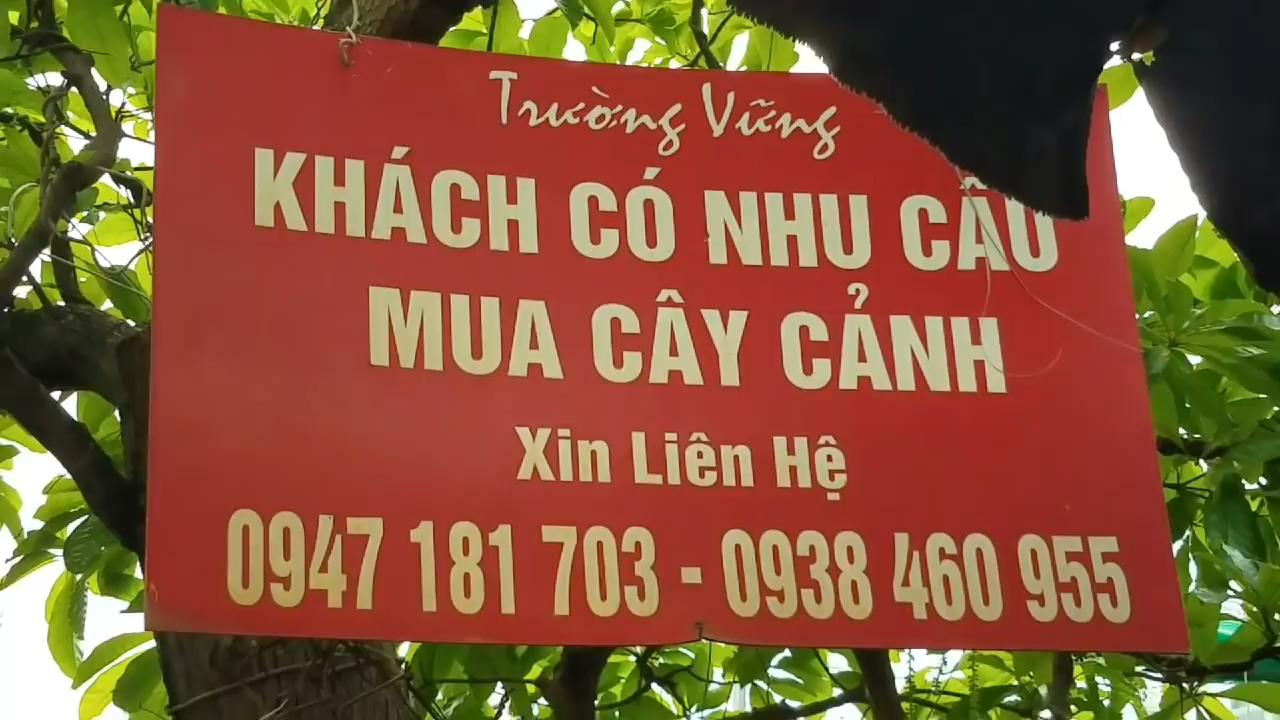 Trường Vững
KHÁCH CÓ NHU CẦU
MUA CÂY CẢNH
Xin Liên Hệ
0947 181 703 - 0938 460 955